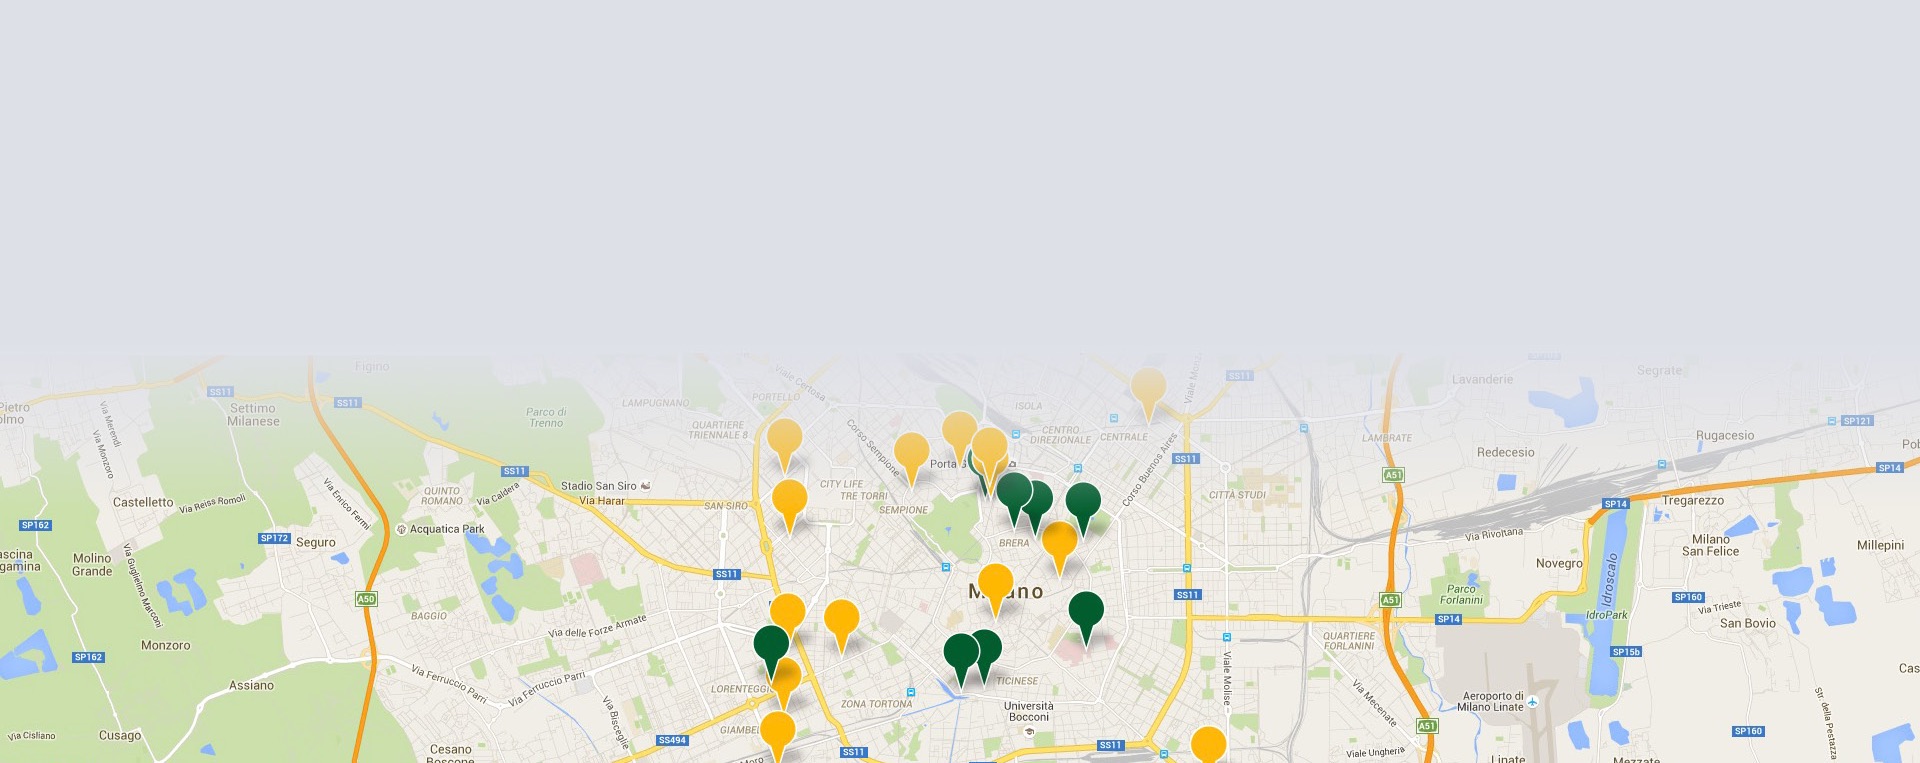 Figino
SS11
SS11
SS11
Lavanderie
Segrate
Pietro
Settimo
Milanese
Via Merendi
Via Monzoro
Parco di
Trenno
LAMPUGNANO
PORTELLO
Via Certosa
ISOLA
Viale Mon
QUARTIERE
TRIENNALE 8
Corso Sempione
CENTRO
DIREZIONALE
CENTRALE
LAMBRATE
Rugacesio
SP121
Redecesio
SS11
Stadio San Siro
Via Harar
CITY LIFE
TRE TORRI
Porta S
SS11
A51
SP14
Castelletto
Via Reiss Romoli
Via Enrico Fermi
QUINTO
ROMANO
Via Caldera
SAN SIRO
SEMPIONE
Corso Buenos Aires
CITTÀ STUDI
SP14
Tregarezzo
SP162
SP172
Seguro
Acquatica Park
BRERA
Via Rivoltana
Milano
San Felice
Millepini
ascina
gamina
Molino
Grande
Via Guglielmo Marconi
SS11
Novegro
Idroscalo
A50
BAGGIO
M no
SS11
A51
Parco
Forlanini
SP160
Via Trieste
IdroPark
SP14
San Bovio
Monzoro
Via delle Forze Armate
QUARTIERE
FORLANINI
SP162
SP15b
Assiano
Via Ferruccio Parri
Via Ferruccio Parri
LORENTEGGIO
TICINESE
Viale Molise
Via Mecenate
Aeroporto di
Milano Linate
Str. della Pestazza
ZONA TORTONA
Università
Bocconi
Via Bisceglie
Via Cisliano
Cusago
GIAMBE
A51
SP160
Cesano
Boscone
SS494
SS11
SS11
Viale Ungheria
Linate
Mezzate